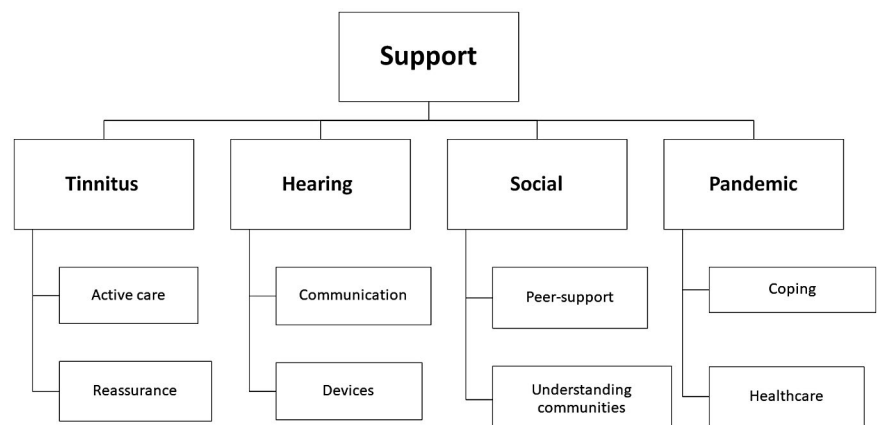 Support
Tinnitus
Hearing
Social
Pandemic
Active care
Communication
Peer-support
Coping
Reassurance
Devices
Understanding
communities
Healthcare